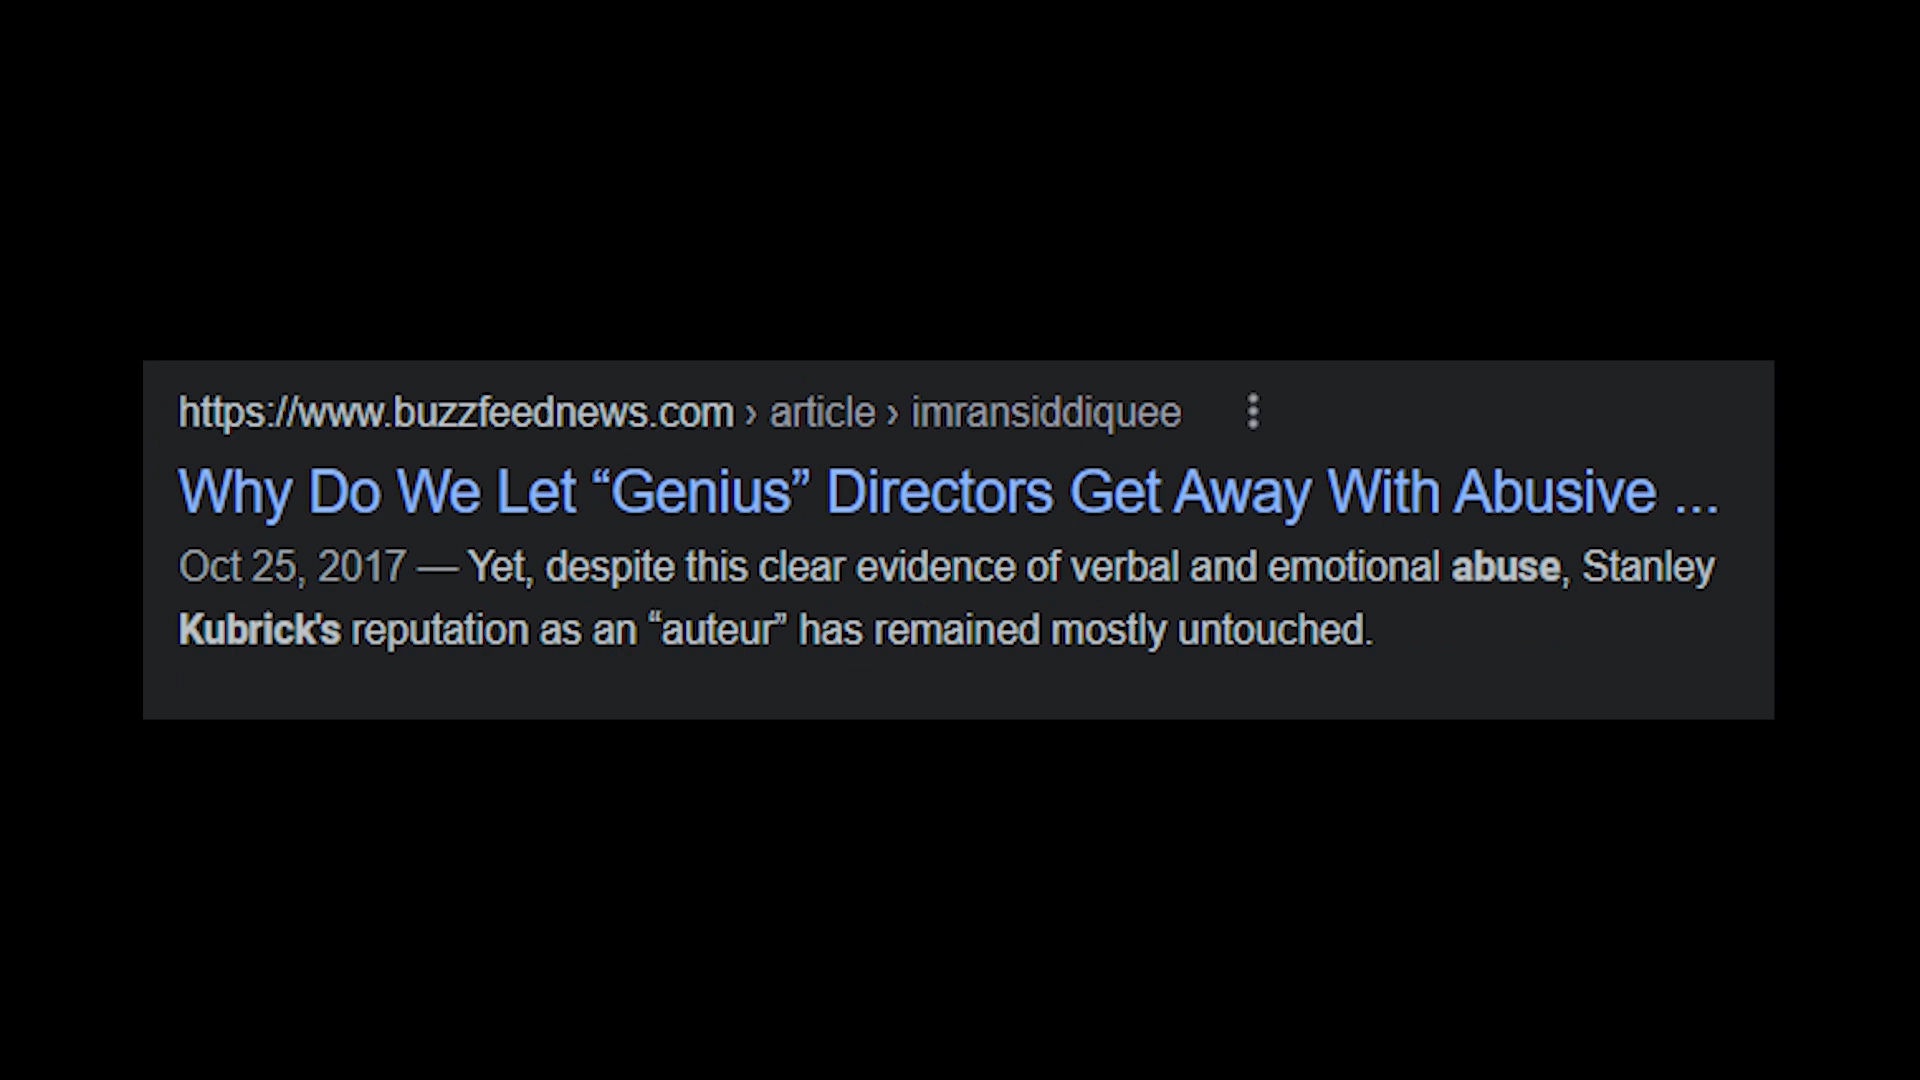 https://www.buzzfeednews.com › article › imransiddiquee
Why Do We Let “Genius” Directors Get Away With Abusive ...
Oct 25, 2017 — Yet, despite this clear evidence of verbal and emotional abuse, Stanley
Kubrick's reputation as an “auteur” has remained mostly untouched.